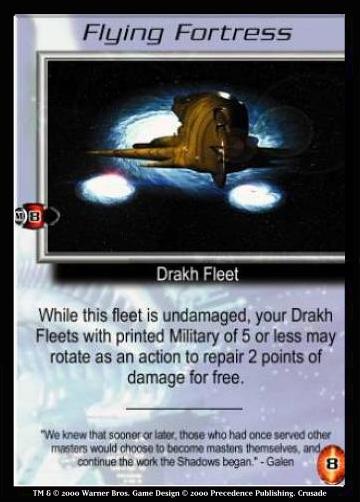 Flying Fortress
M 8
Drakh Fleet
While this fleet is undamaged, your Drakh
Fleets with printed Military of 5 or less may
rotate as an action to repair 2 points of
damage for free.
"We knew that sooner or later, those who had once served other
masters would choose to become masters themselves, and
continue the work the Shadows began." - Galen
8
TM & © 2000 Warner Bros. Game Design © 2000 Precedence Publishing. Crusade